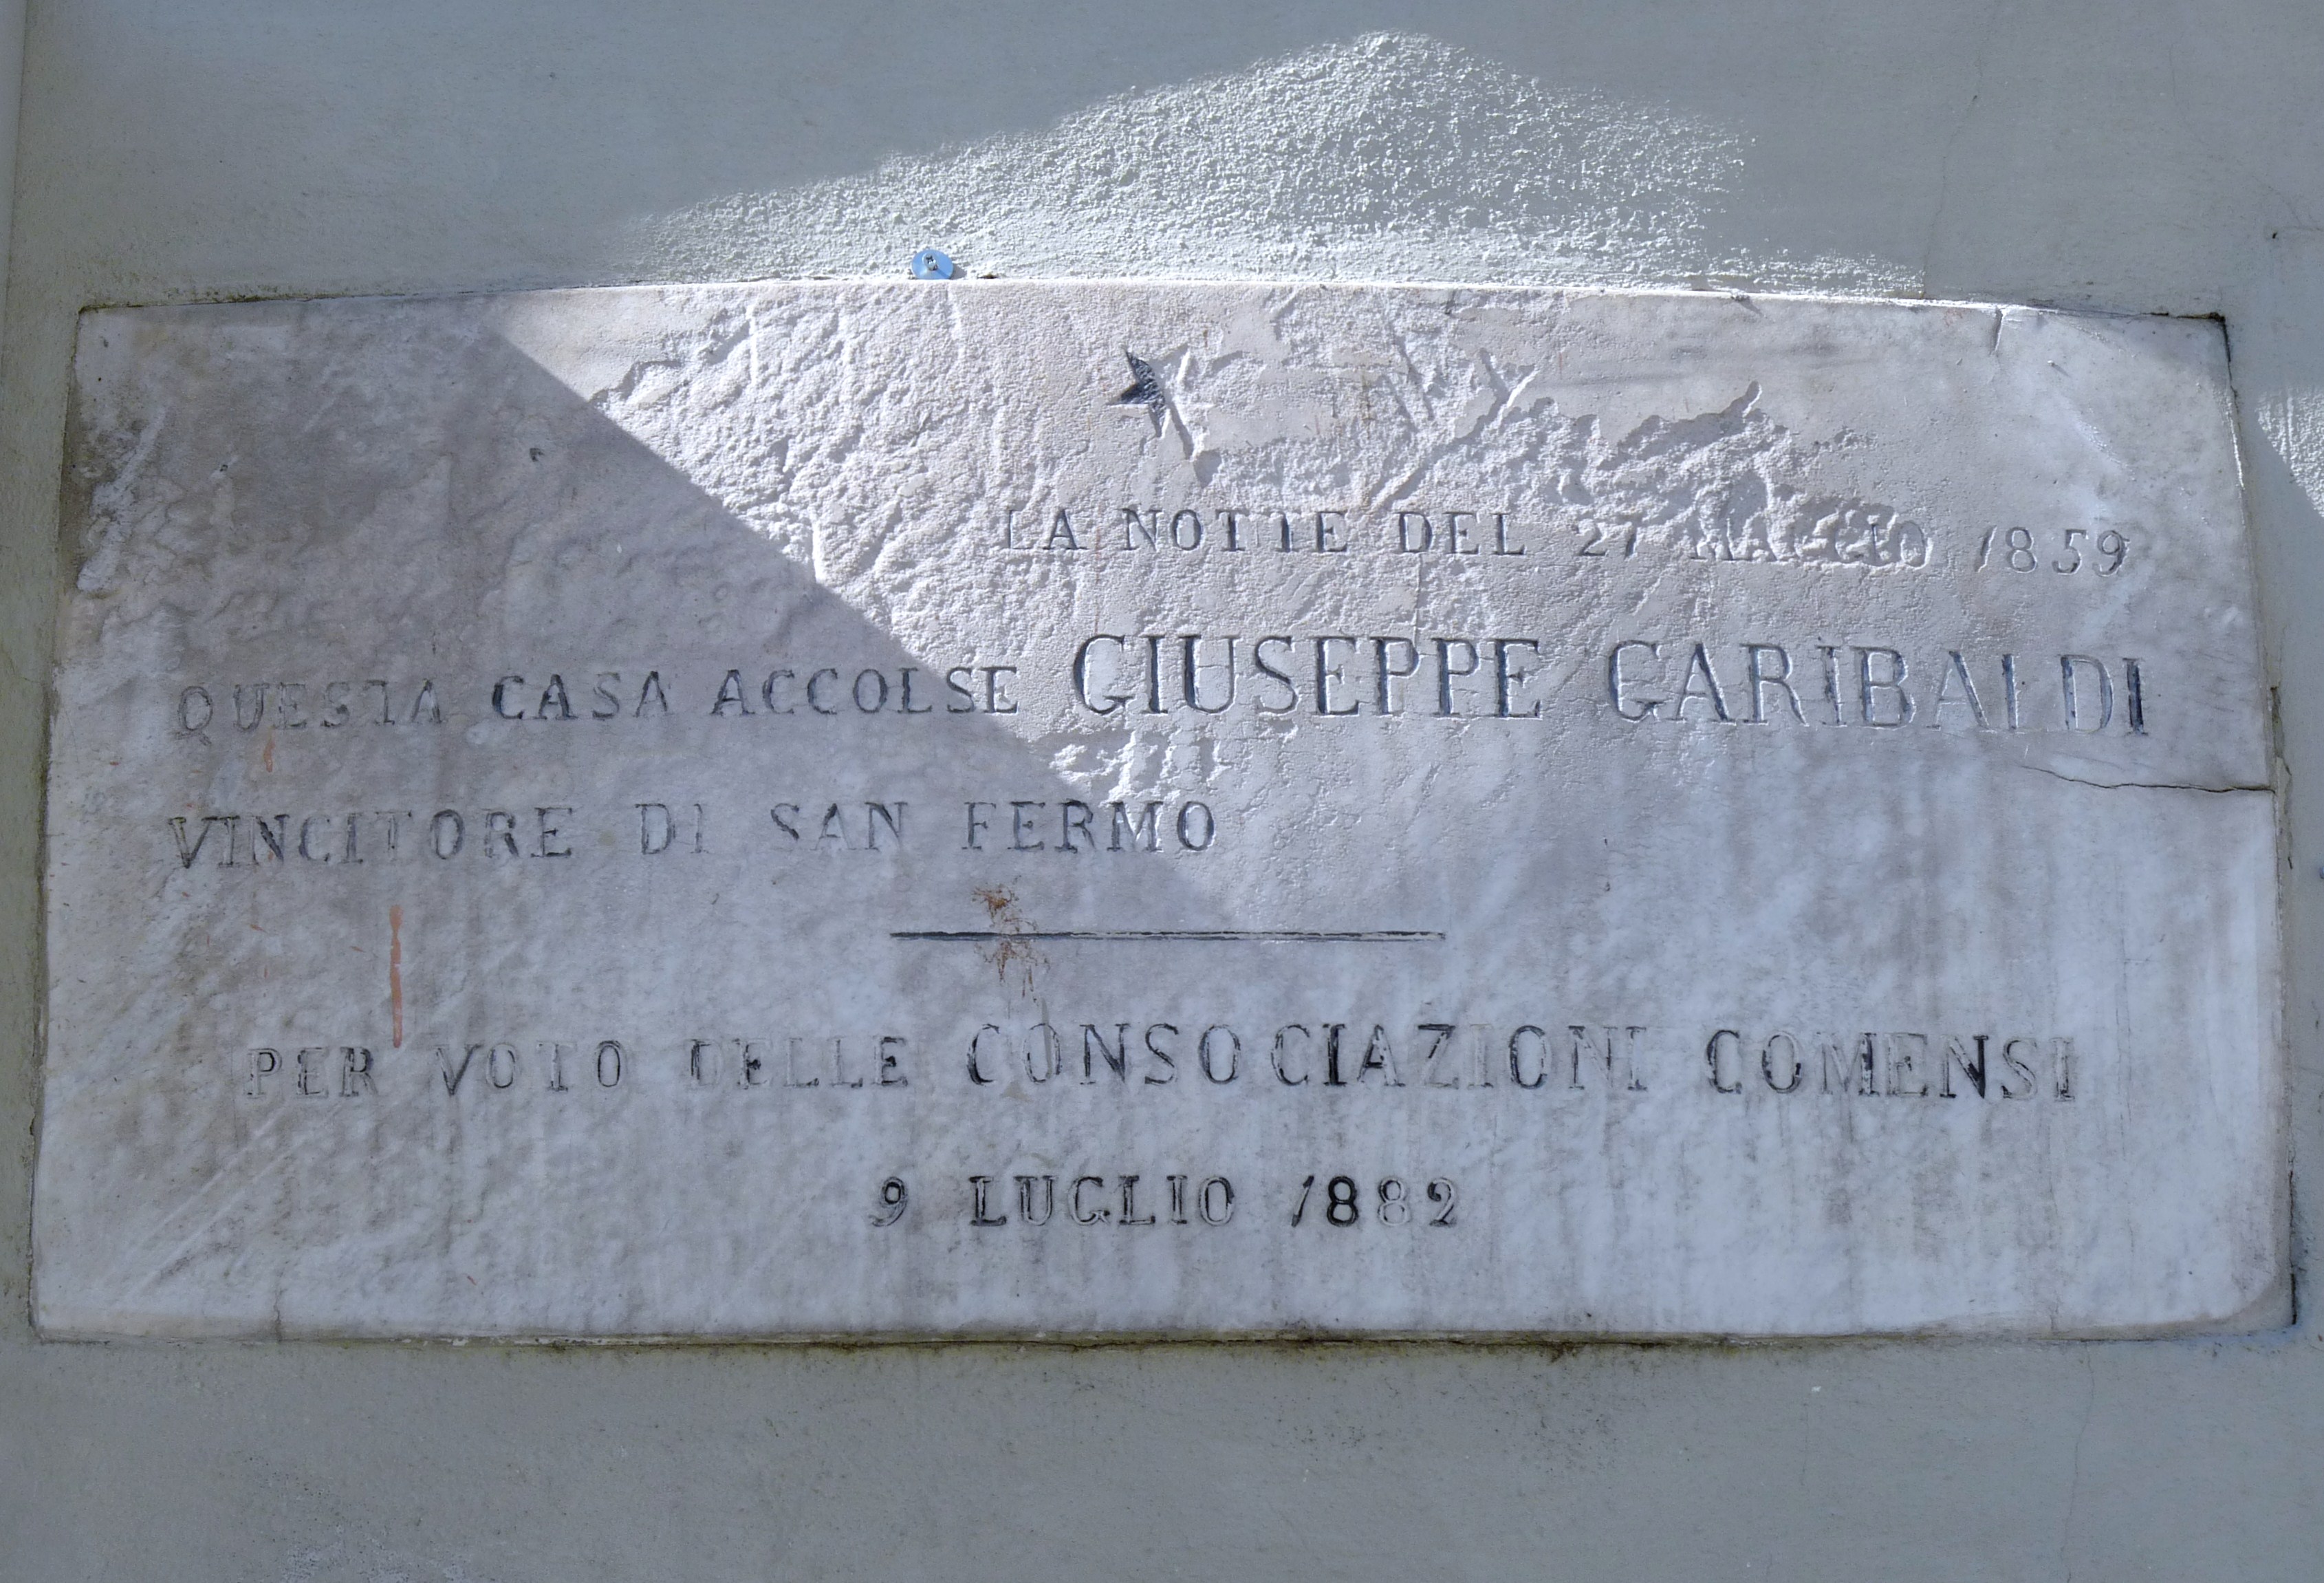 LA NOTTE DEL 27 MAGGIO 1859
QUESTA CASA ACCOLSE GIUSEPPE GARIBALDI
VINCITORE DI SAN FERMO
PER VOTO DELLE CONSOCIAZIONI COMENSI
9 LUGLIO 1882